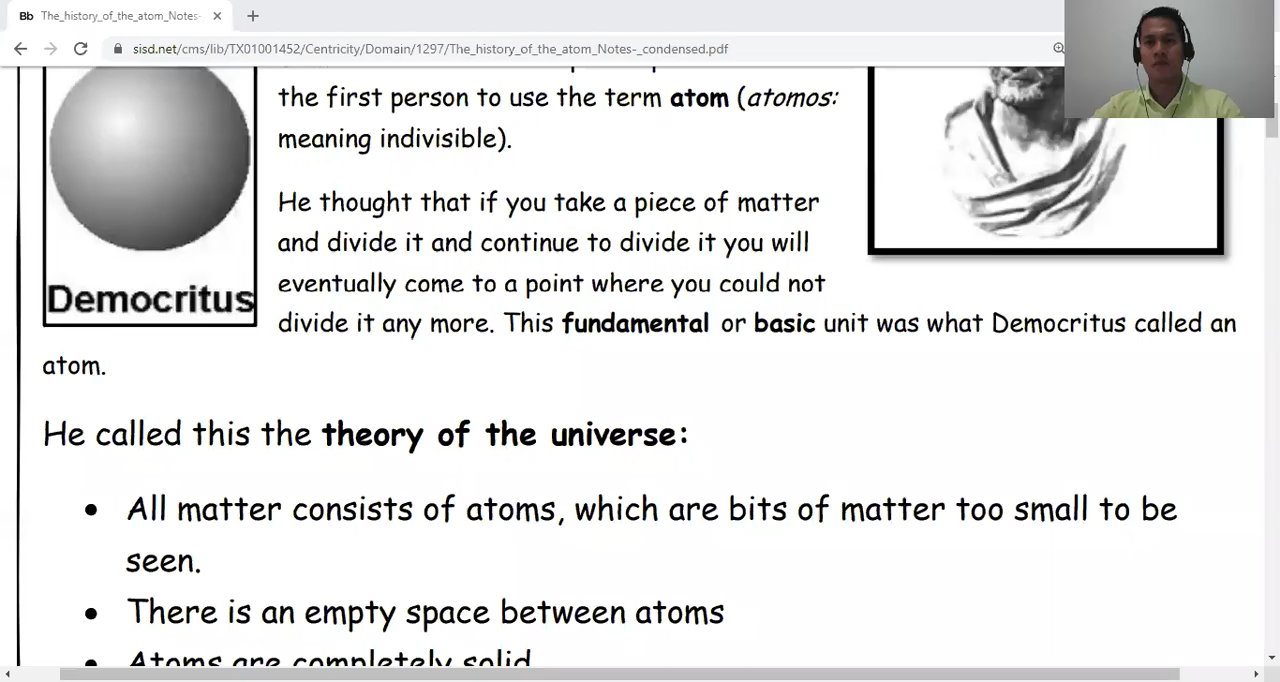 Bb The_history_of_the_atom_Notes-
sisd.net/cms/lib/TX01001452/Centricity/Domain/1297/The_history_of_the_atom_Notes-_condensed.pdf
the first person to use the term atom (atomos:
meaning indivisible).
He thought that if you take a piece of matter
and divide it and continue to divide it you will
eventually come to a point where you could not
divide it any more. This fundamental or basic unit was what Democritus called an
atom.
Democritus
He called this the theory of the universe:
• All matter consists of atoms, which are bits of matter too small to be
seen.
• There is an empty space between atoms
• Atoms are completely solid